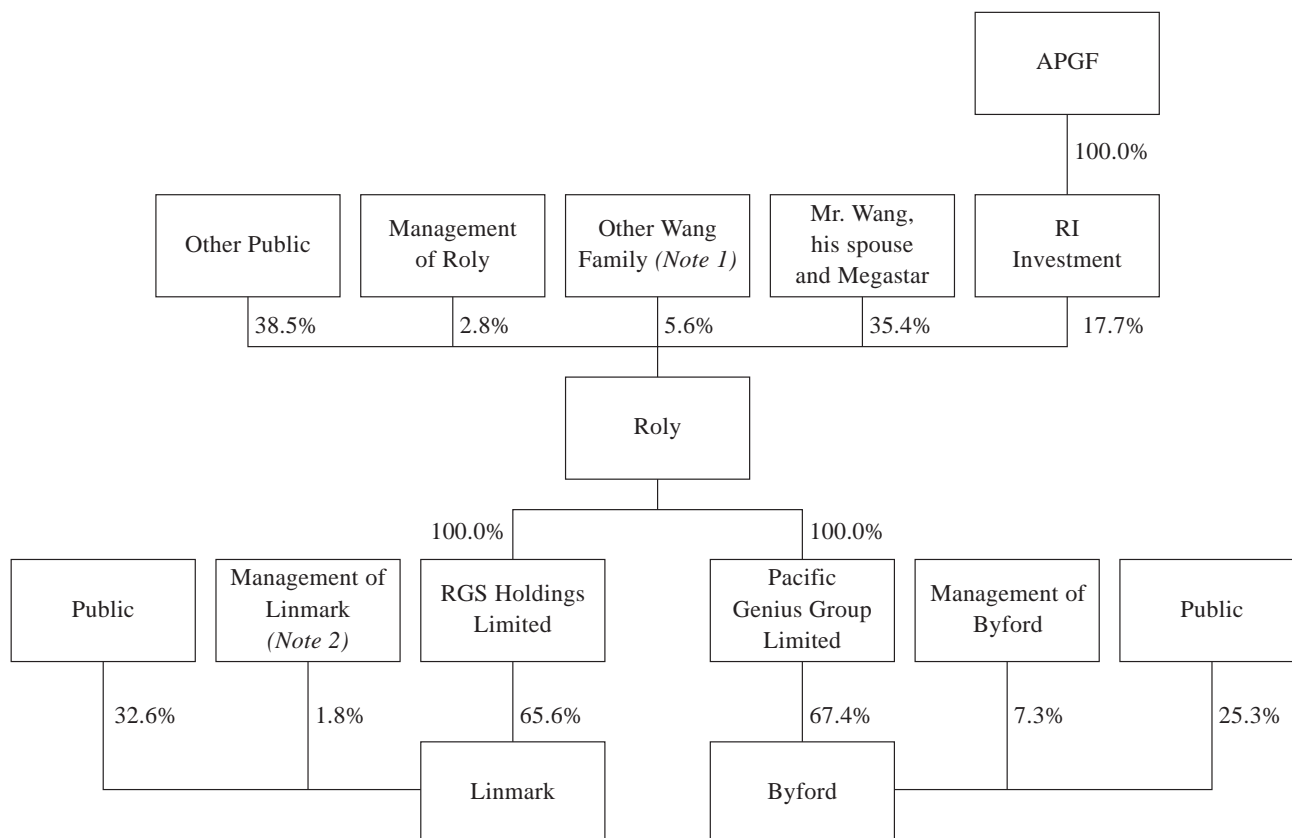 APGF
100.0%
Other Public
Management
of Roly
Other Wang
Family (Note 1)
Mr. Wang,
his spouse
and Megastar
RI
Investment
38.5%
2.8%
5.6%
35.4%
17.7%
Roly
100.0%
100.0%
Public
Management of
Linmark
(Note 2)
RGS Holdings
Limited
Pacific
Genius Group
Limited
Management of
Byford
Public
32.6%
1.8%
65.6%
67.4%
7.3%
25.3%
Linmark
Byford